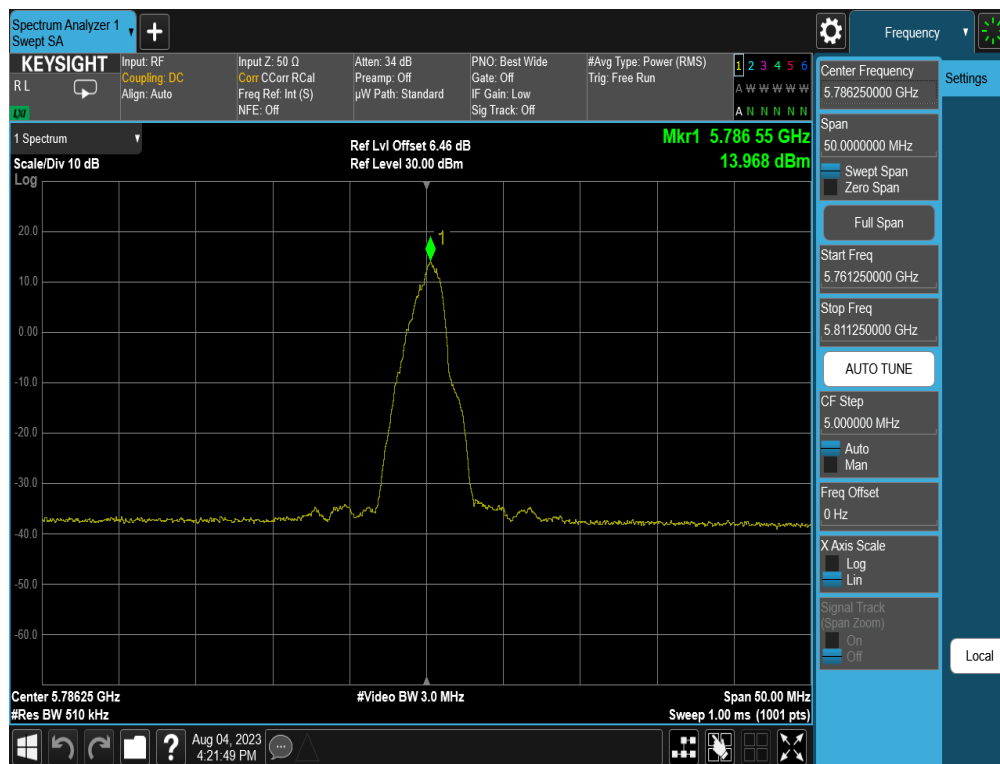 Spectrum Analyzer 1
Swept SA
Frequency
KEYSIGHT
R L
LXI
Input: RF
Coupling: DC
Align: Auto
Input Z: 50 Ω
Corr CCorr RCal
Freq Ref: Int (S)
NFE: Off
Atten: 34 dB
Preamp: Off
µW Path: Standard
PNO: Best Wide
Gate: Off
IF Gain: Low
Sig Track: Off
#Avg Type: Power (RMS)
Trig: Free Run
1 2 3 4 5 6
A W W W W W
A N N N N N
1 Spectrum
Scale/Div 10 dB
Log
Ref Lvl Offset 6.46 dB
Ref Level 30.00 dBm
Mkr1 5.786 55 GHz
13.968 dBm
1
20.0
10.0
0.00
-10.0
-20.0
-30.0
-40.0
-50.0
-60.0
Center 5.78625 GHz
#Res BW 510 kHz
#Video BW 3.0 MHz
Span 50.00 MHz
Sweep 1.00 ms (1001 pts)
Center Frequency
5.786250000 GHz
Settings
Span
50.0000000 MHz
Swept Span
Zero Span
Full Span
Start Freq
5.761250000 GHz
Stop Freq
5.811250000 GHz
AUTO TUNE
CF Step
5.000000 MHz
Auto
Man
Freq Offset
0 Hz
X Axis Scale
Log
Lin
Signal Track
(Span Zoom)
On
Off
Local
?
Aug 04, 2023
4:21:49 PM